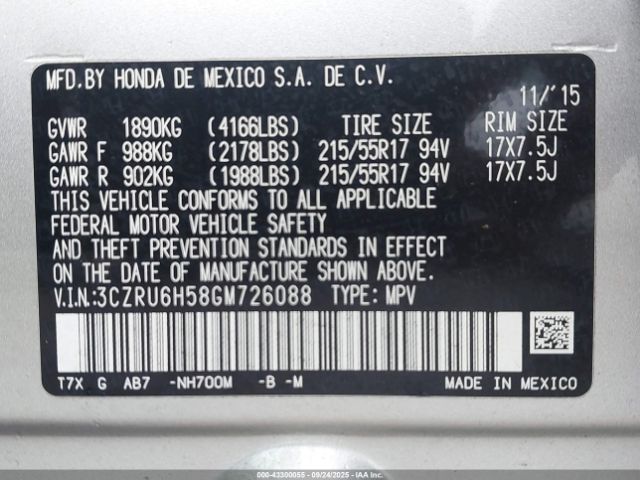 MFD.BY HONDA DE MEXICO S.A. DE C.V.
11/'15
GVWR 1890KG (4166LBS) TIRE SIZE RIM SIZE
GAWR F 988KG (2178LBS) 215/55R17 94V 17X7.5J
GAWR R 902KG (1988LBS) 215/55R17 94V 17X7.5J
THIS VEHICLE CONFORMS TO ALL APPLICABLE
FEDERAL MOTOR VEHICLE SAFETY
AND THEFT PREVENTION STANDARDS IN EFFECT
ON THE DATE OF MANUFACTURE SHOWN ABOVE.
V.I.N.:3CZRU6H58GM726088 TYPE: MPV
T7X G AB7 -NH700M -B -M MADE IN MEXICO
000-43300055 - 09/24/2025 - IAAI.COM